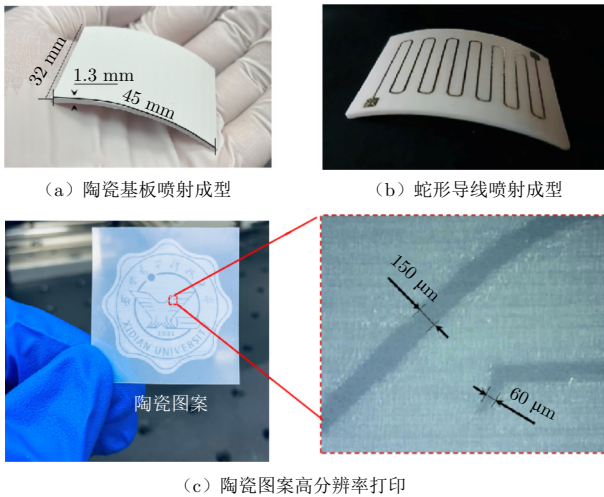 32 mm
1.3 mm
45 mm
(a) 陶瓷基板喷射成型
(b) 蛇形导线喷射成型
XIDIAN UNIVERSITY
1931
陶瓷图案
150 μm
60 μm
(c) 陶瓷图案高分辨率打印